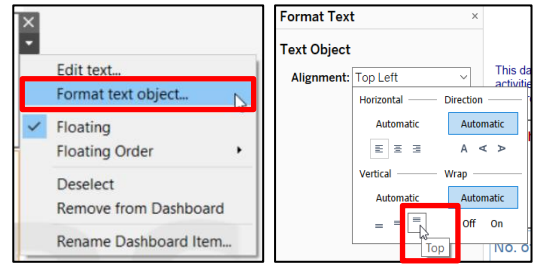 Edit text...
Format text object...
Floating
Floating Order
Deselect
Remove from Dashboard
Rename Dashboard Item...
Format Text
Text Object
Alignment: Top Left
Horizontal Direction
Automatic Automatic
A A A
Vertical Wrap
Automatic Automatic
Off On
Top
This da
activitie
No. o